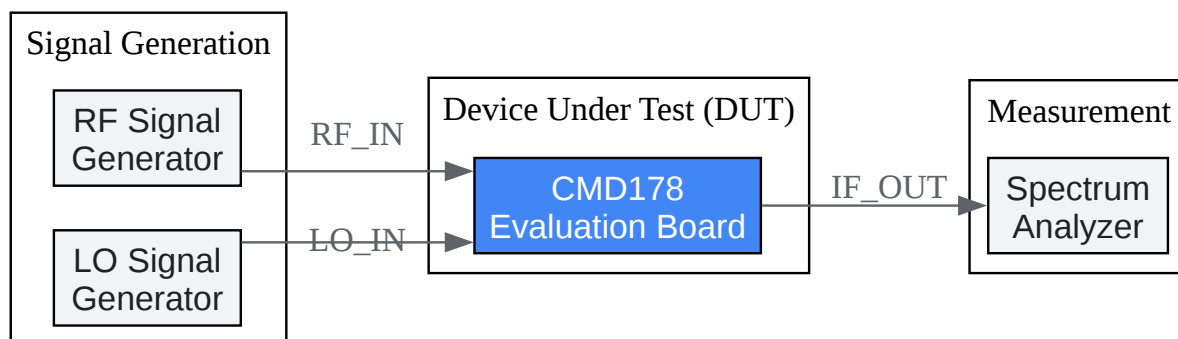 Signal Generation
RF Signal
Generator
RF_IN
LO Signal
Generator
LO_IN
Device Under Test (DUT)
CMD178
Evaluation Board
IF_OUT
Measurement
Spectrum
Analyzer